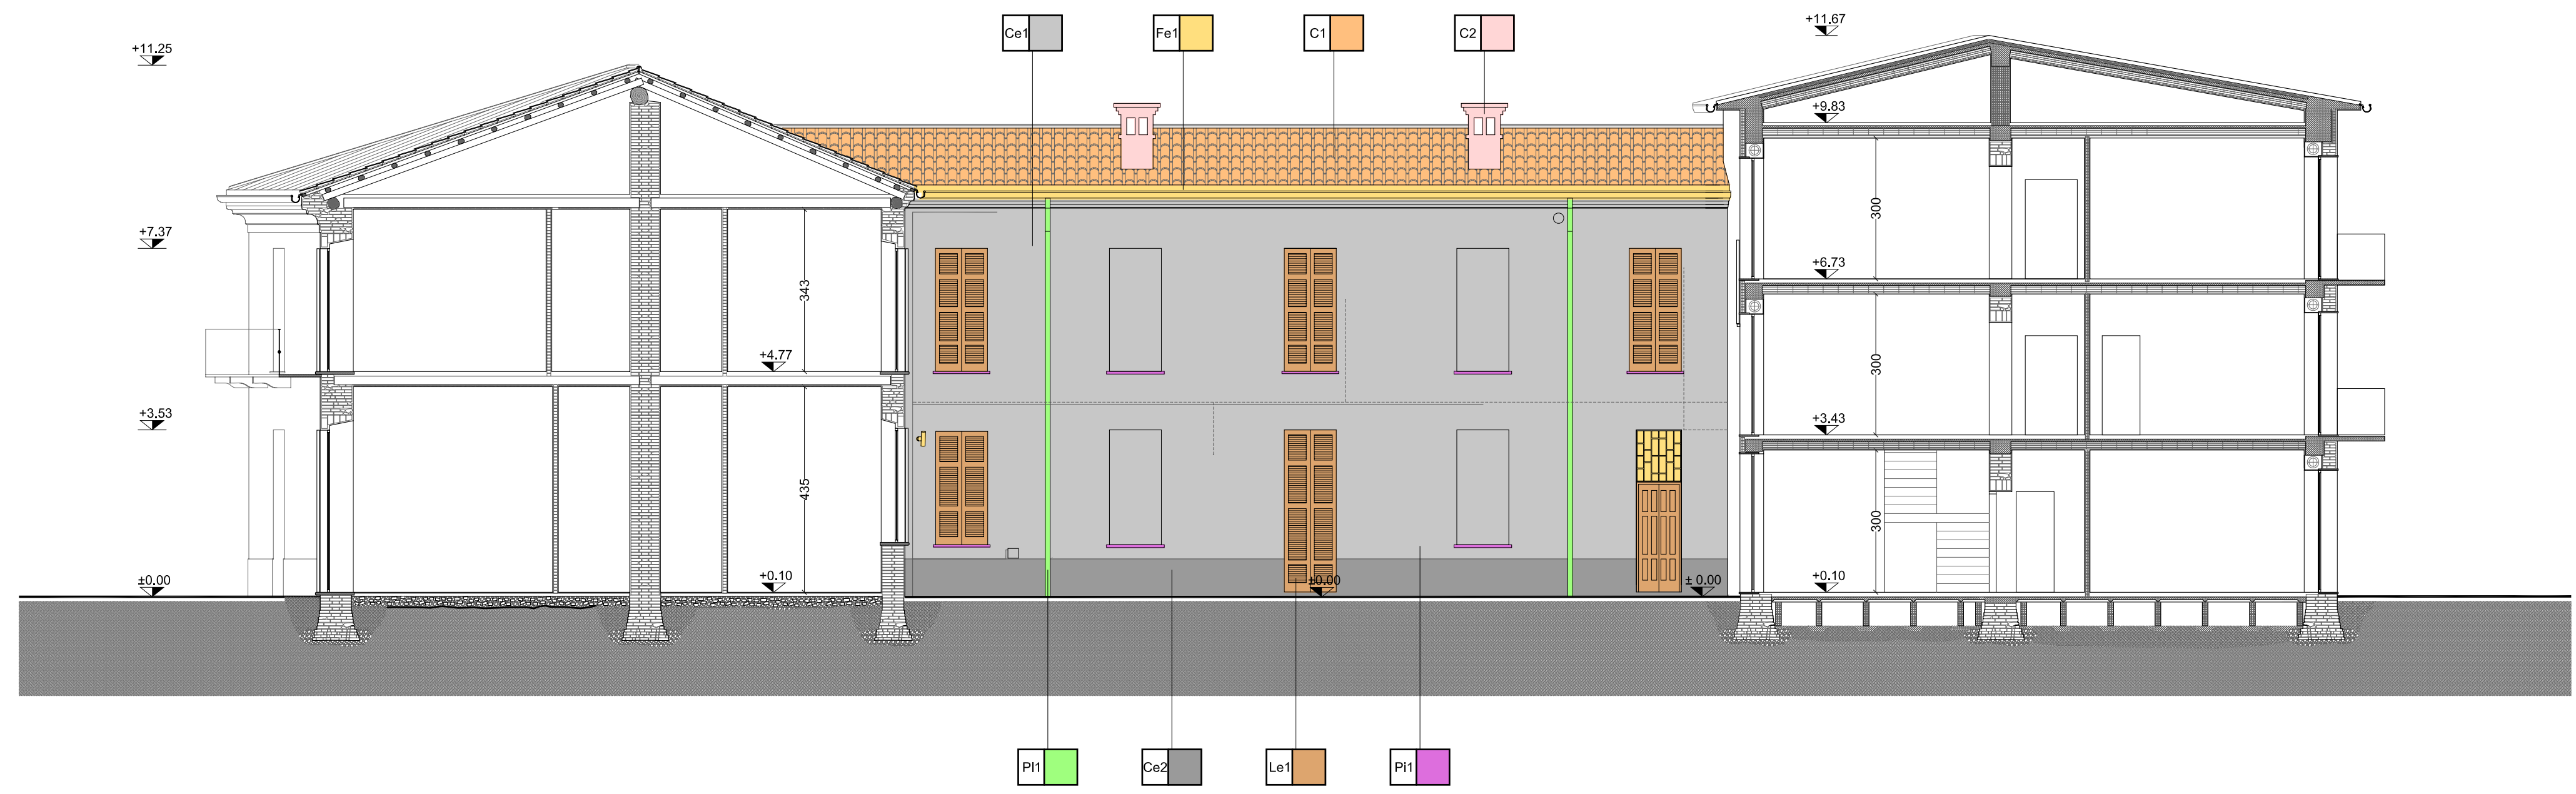 Ce1
Fe1
C1
C2
+11.25
+11.67
+9.83
+7.37
300
+6.73
343
+4.77
300
+3.53
+3.43
435
300
±0.00
+0.10
±0.00
± 0.00
+0.10
Pl1
Ce2
Le1
Pi1